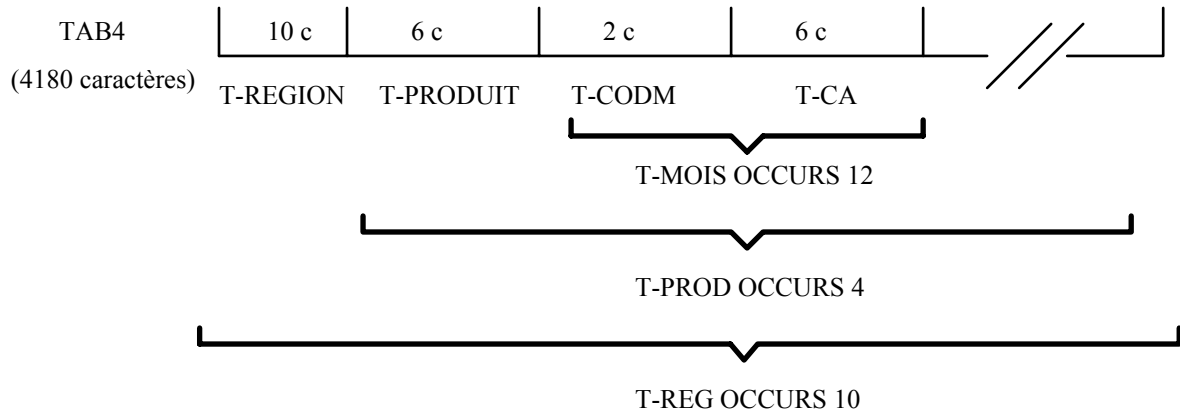 TAB4 10 c 6 c 2 c 6 c
(4180 caractères)
T-REGION T-PRODUIT T-CODM T-CA
T-MOIS OCCURS 12
T-PROD OCCURS 4
T-REG OCCURS 10